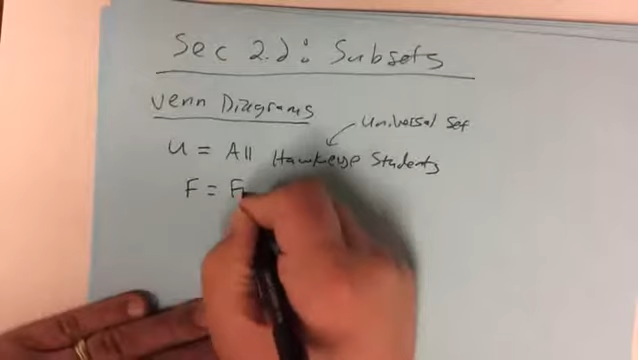 Sec 2.2: Subsets
Venn Diagrams
Universal Set
U = All Hawkeye Students
F = F